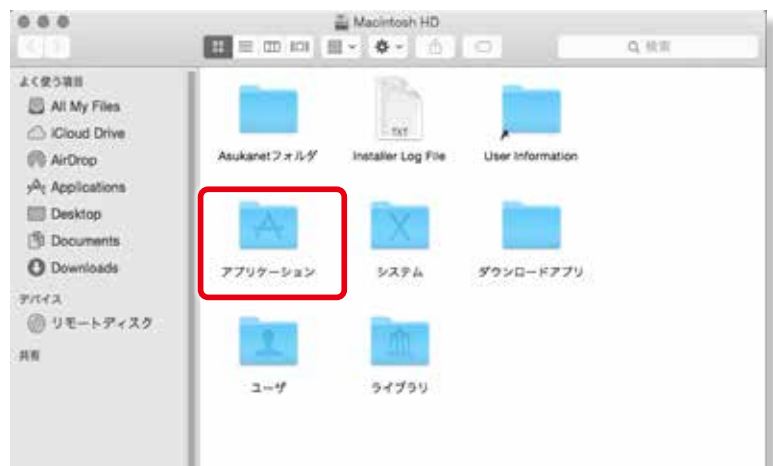 Macintosh HD
検索
よく使う項目
All My Files
iCloud Drive
AirDrop
Applications
Desktop
Documents
Downloads
デバイス
リモートディスク
共有
TXT
Asukanetフォルダ
Installer Log File
User Information
アプリケーション
システム
ダウンロードアプリ
ユーザ
ライブラリ